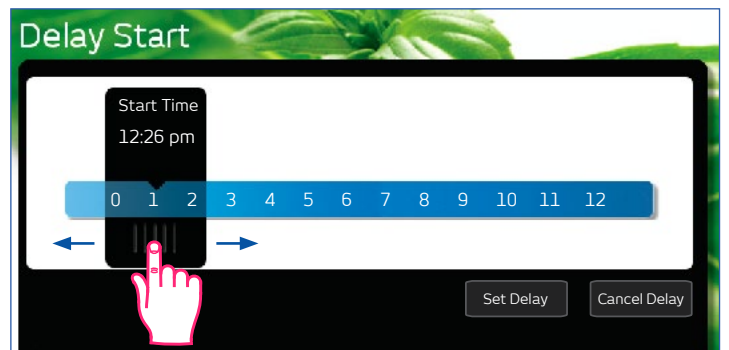 Delay Start
Start Time
12:26 pm
0 1 2 3 4 5 6 7 8 9 10 11 12
Set Delay Cancel Delay